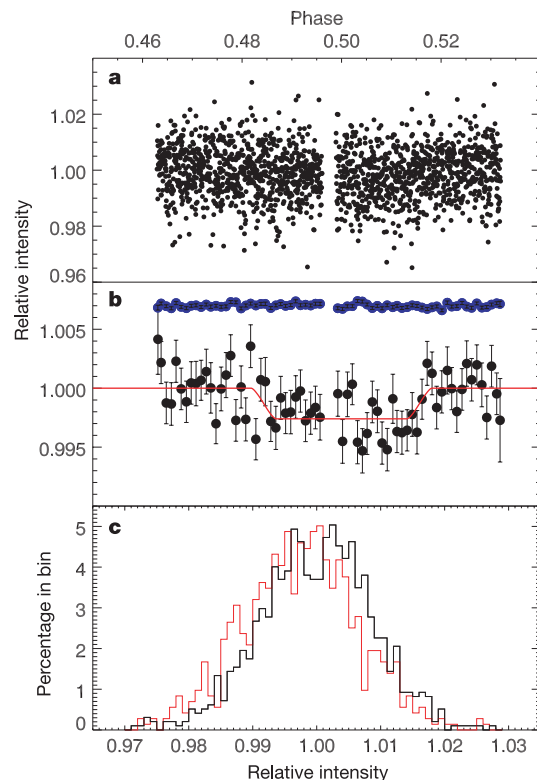 Phase
0.46 0.48 0.50 0.52
a
1.02
1.00
0.98
0.96
Relative intensity
b
1.005
1.000
0.995
c
5
4
3
2
1
0
Percentage in bin
0.97 0.98 0.99 1.00 1.01 1.02 1.03
Relative intensity